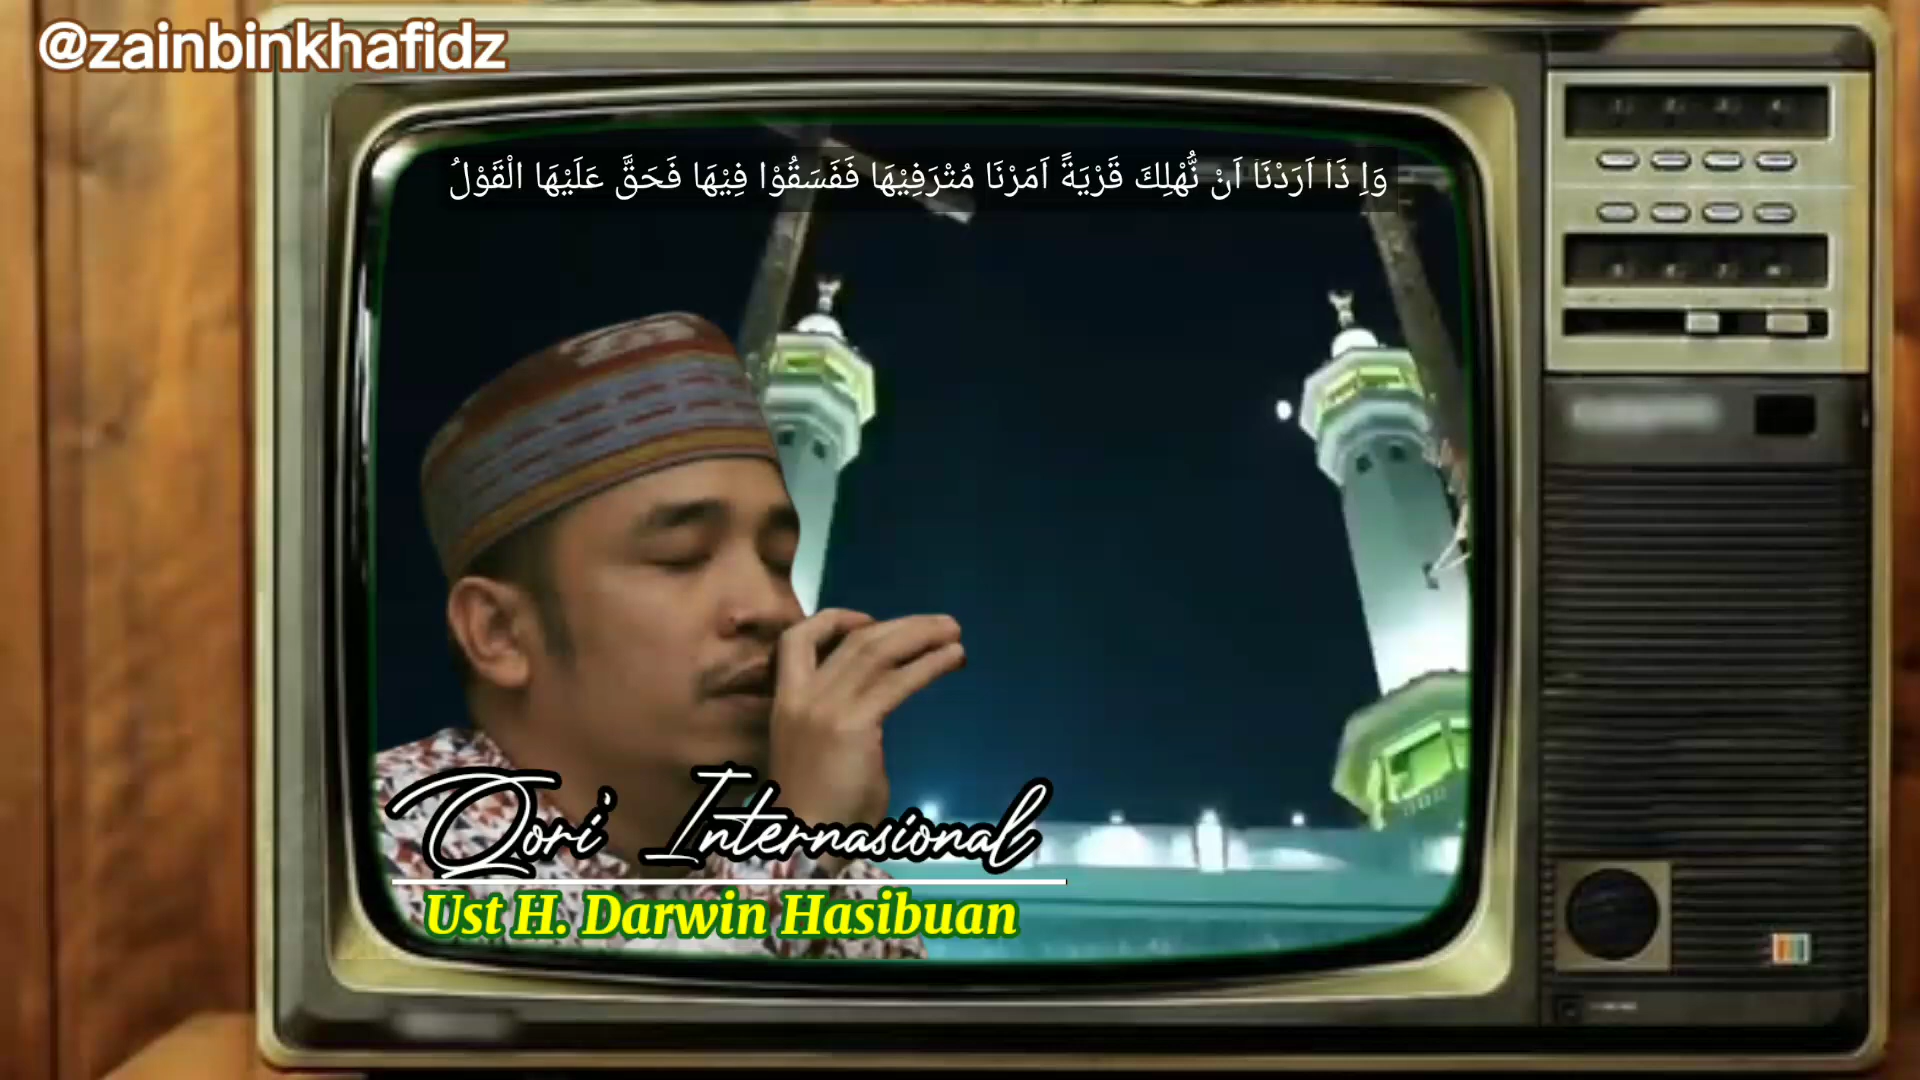 @zainbinkhafidz
وَاِ ذَاۤ اَرَدْنَاۤ اَنْ نُّهْلِكَ قَرْيَةً اَمَرْنَا مُتْرَفِيْهَا فَفَسَقُوْا فِيْهَا فَحَقَّ عَلَيْهَا الْقَوْلُ
Qori' Internasional
Ust H. Darwin Hasibuan